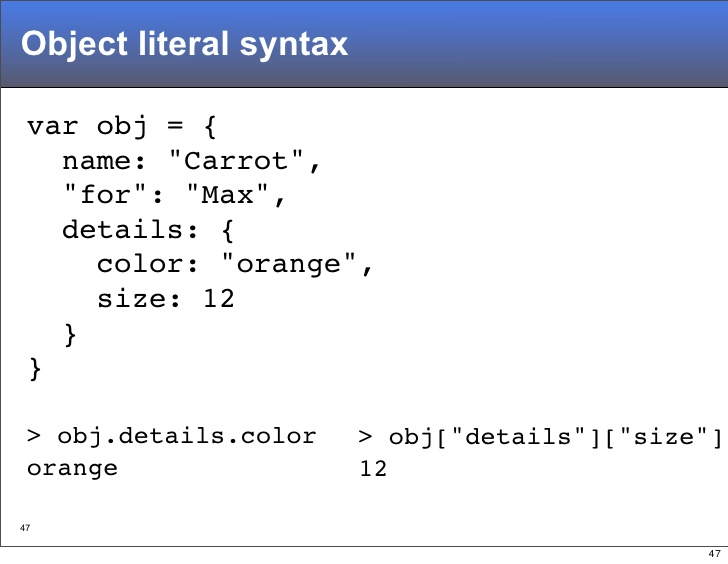 Object literal syntax
var obj = {
  name: "Carrot",
  "for": "Max",
  details: {
    color: "orange",
    size: 12
  }
}
> obj.details.color
orange
> obj["details"]["size"]
12
47
47